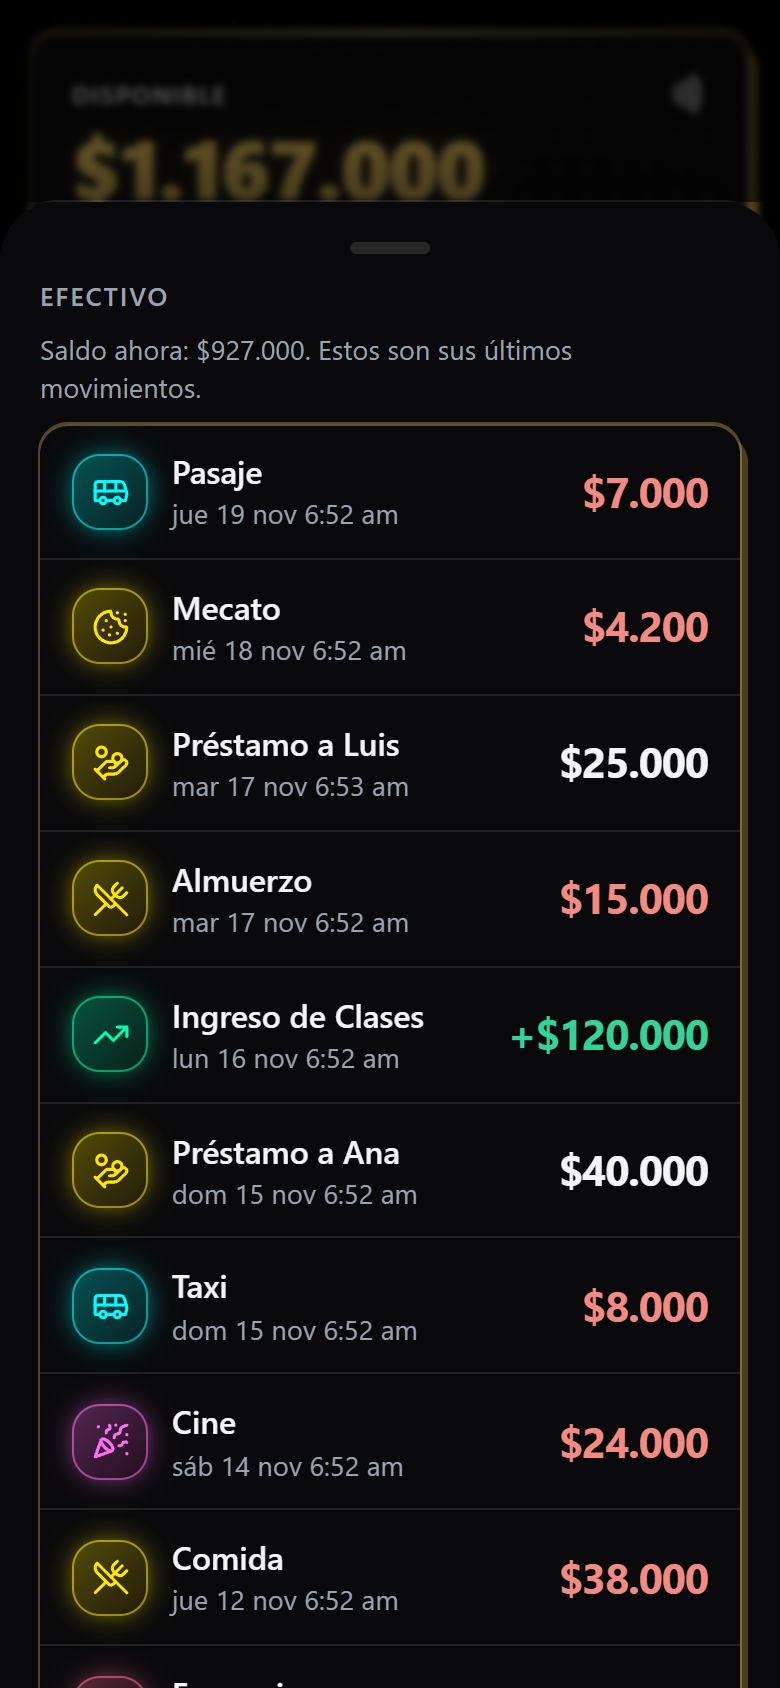 DISPONIBLE
$1.167.000
EFECTIVO
Saldo ahora: $927.000. Estos son sus últimos
movimientos.
Pasaje
jue 19 nov 6:52 am
$7.000
Mecato
mié 18 nov 6:52 am
$4.200
Préstamo a Luis
mar 17 nov 6:53 am
$25.000
Almuerzo
mar 17 nov 6:52 am
$15.000
Ingreso de Clases
lun 16 nov 6:52 am
+$120.000
Préstamo a Ana
dom 15 nov 6:52 am
$40.000
Taxi
dom 15 nov 6:52 am
$8.000
Cine
sáb 14 nov 6:52 am
$24.000
Comida
jue 12 nov 6:52 am
$38.000